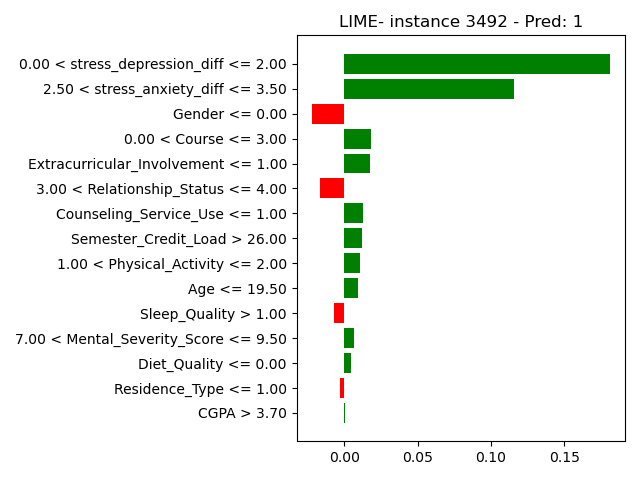 LIME- instance 3492 - Pred: 1
0.00 < stress_depression_diff <= 2.00
2.50 < stress_anxiety_diff <= 3.50
Gender <= 0.00
0.00 < Course <= 3.00
Extracurricular_Involvement <= 1.00
3.00 < Relationship_Status <= 4.00
Counseling_Service_Use <= 1.00
Semester_Credit_Load > 26.00
1.00 < Physical_Activity <= 2.00
Age <= 19.50
Sleep_Quality > 1.00
7.00 < Mental_Severity_Score <= 9.50
Diet_Quality <= 0.00
Residence_Type <= 1.00
CGPA > 3.70
0.00 0.05 0.10 0.15